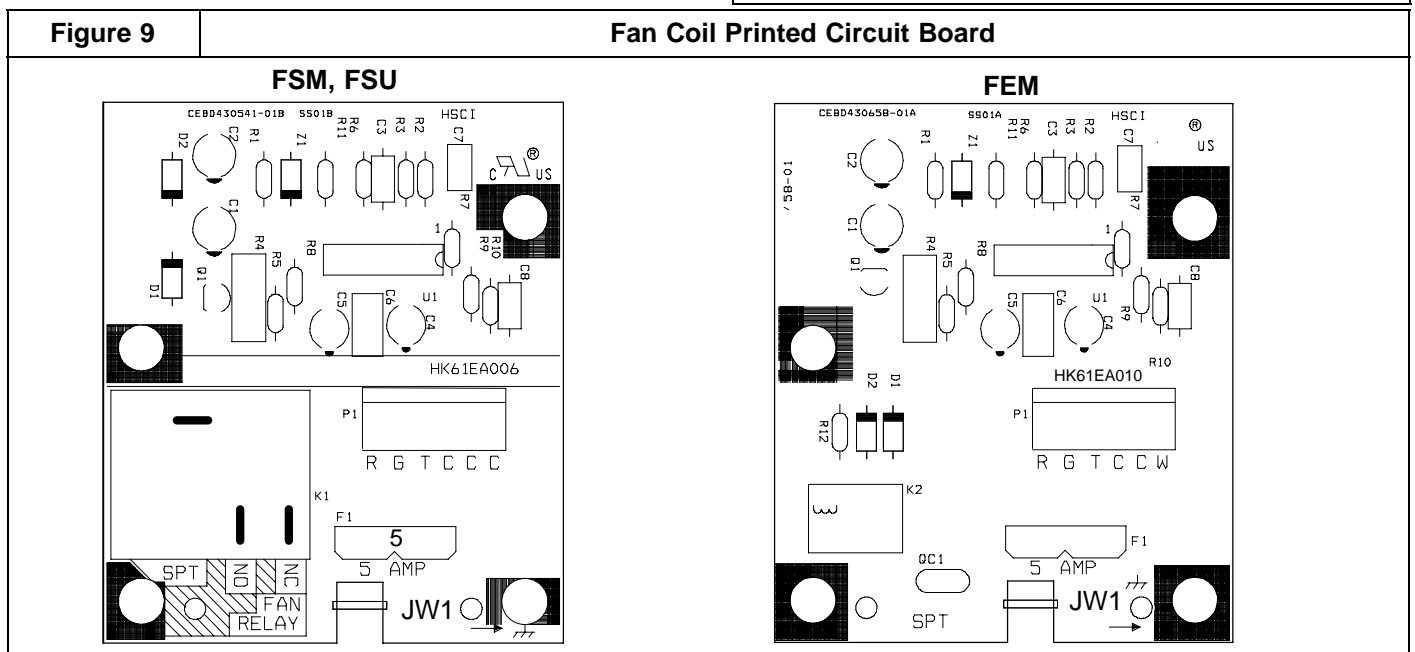 Figure 9
Fan Coil Printed Circuit Board
FSM, FSU
CEBD430541-01B SS01B
HSCI
D2
C2
R1
Z1
R11
R6
C3
R3
R2
C7
®
C US
R7
C1
R4
R5
R8
1
R9
R10
C8
D1
Q1
C5
C6
U1
C4
HK61EA006
P1
R G T C C C
K1
F1
5
5 AMP
SPT
NO
NC
FAN
RELAY
JW1
FEM
CEBD430658-01A
SS01A
HSCI
R1
R11
R6
C3
R3
R2
C7
®
US
10-85,
C2
Z1
R7
C1
R4
R5
R8
1
Q1
C8
R9
C5
C6
U1
C4
R10
HK61EA010
D2
D1
R12
P1
R G T C C W
K2
F1
QC1
5 AMP
SPT
JW1